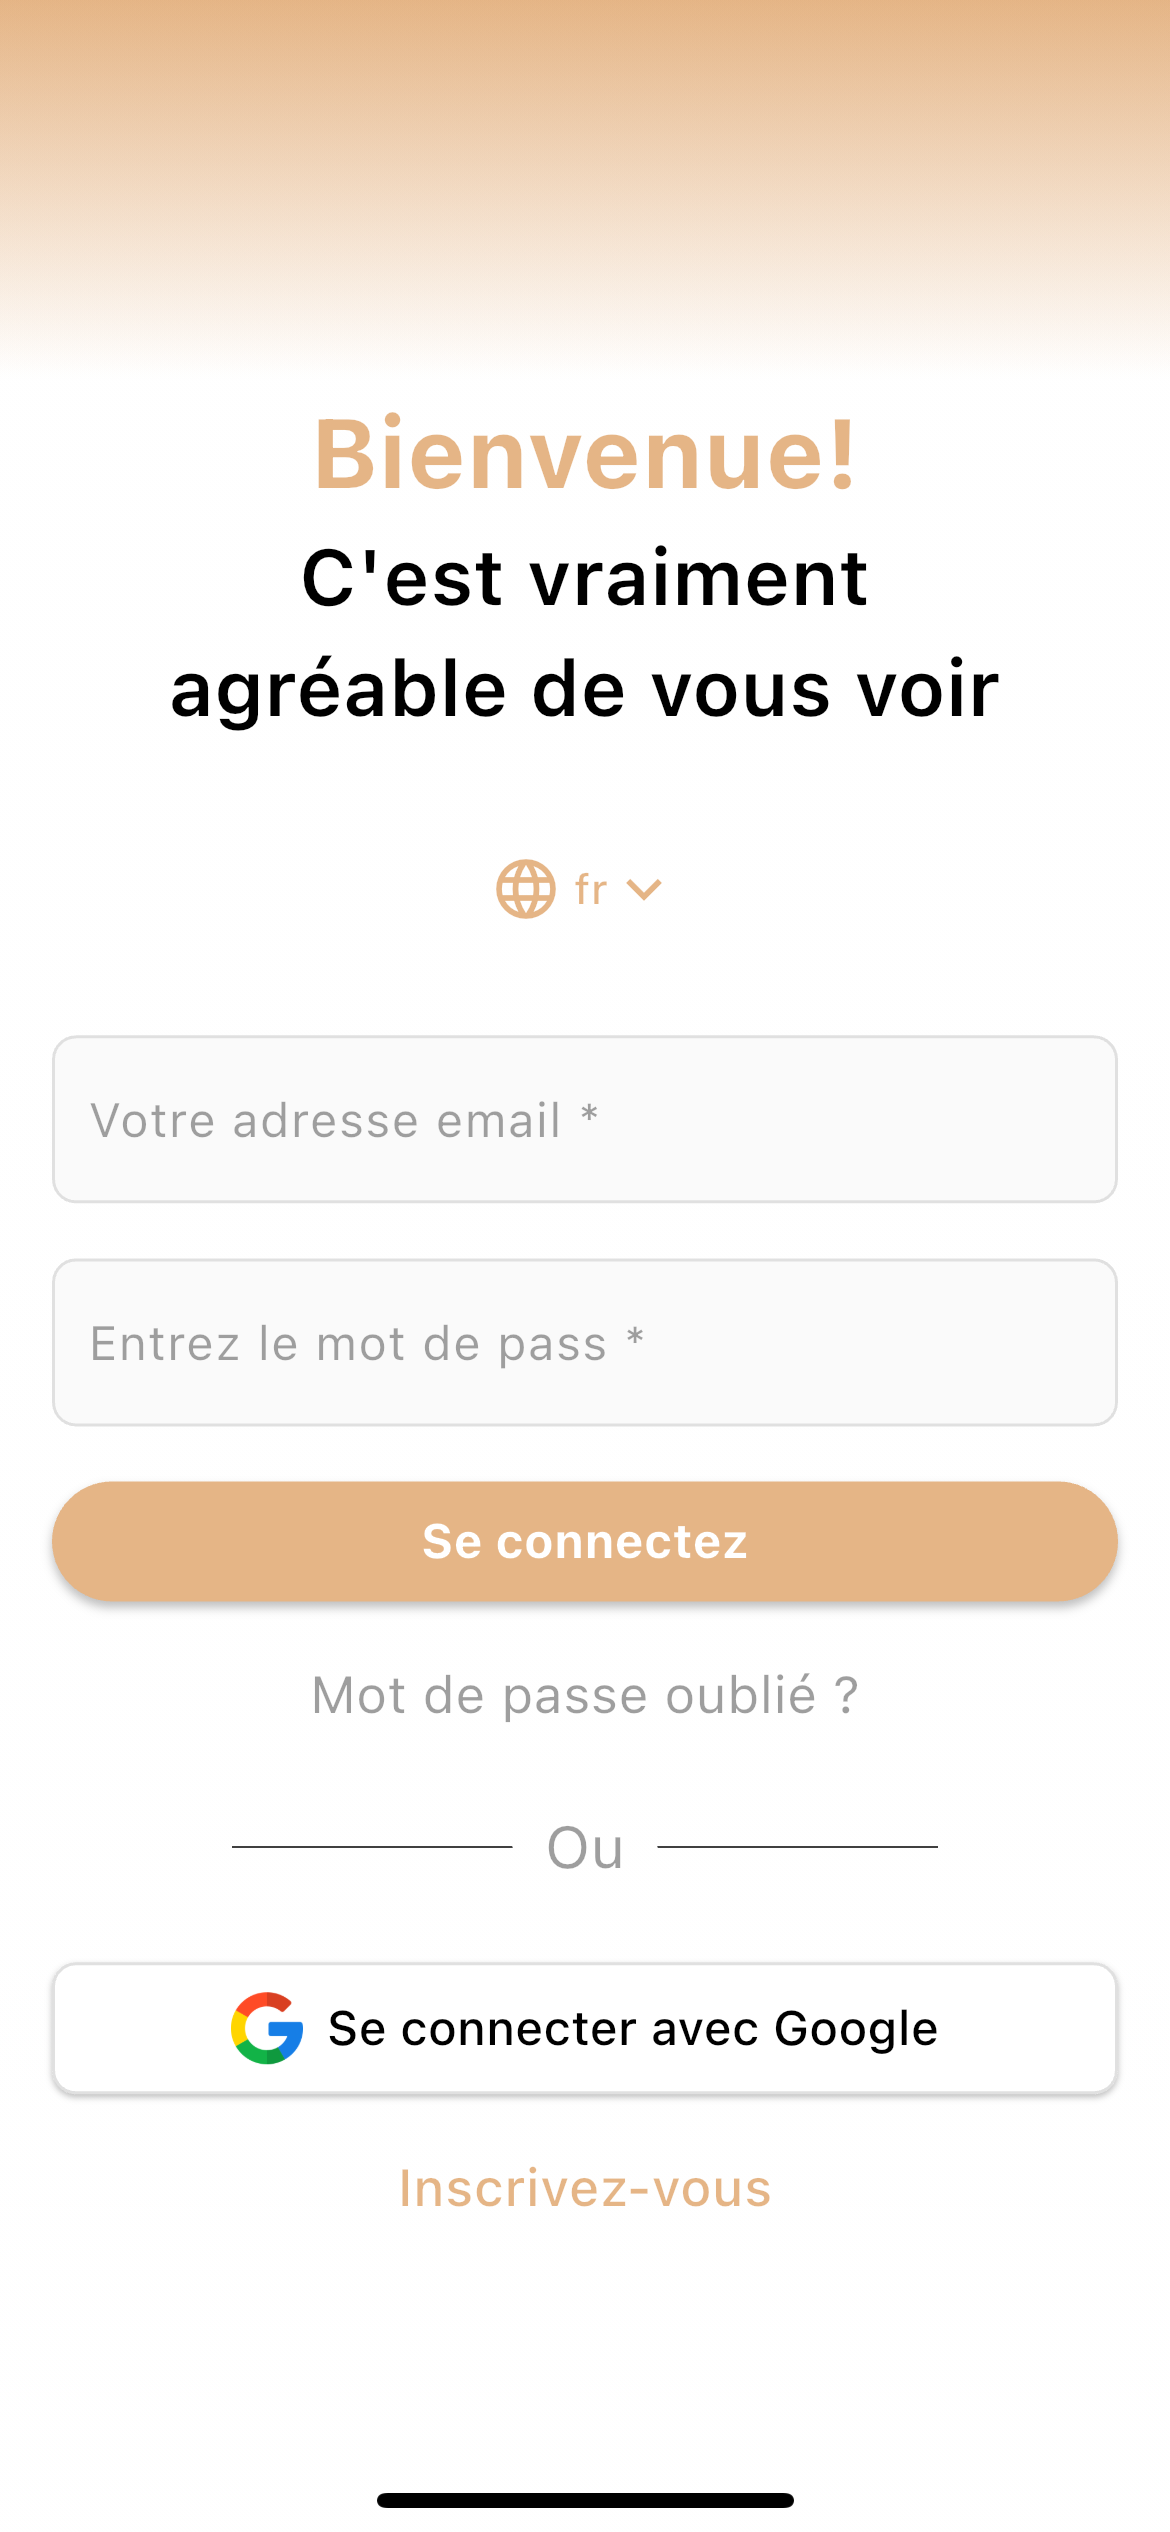 Bienvenue!
C'est vraiment
agréable de vous voir
fr
Votre adresse email *
Entrez le mot de pass *
Se connectez
Mot de passe oublié ?
Ou
Se connecter avec Google
Inscrivez-vous